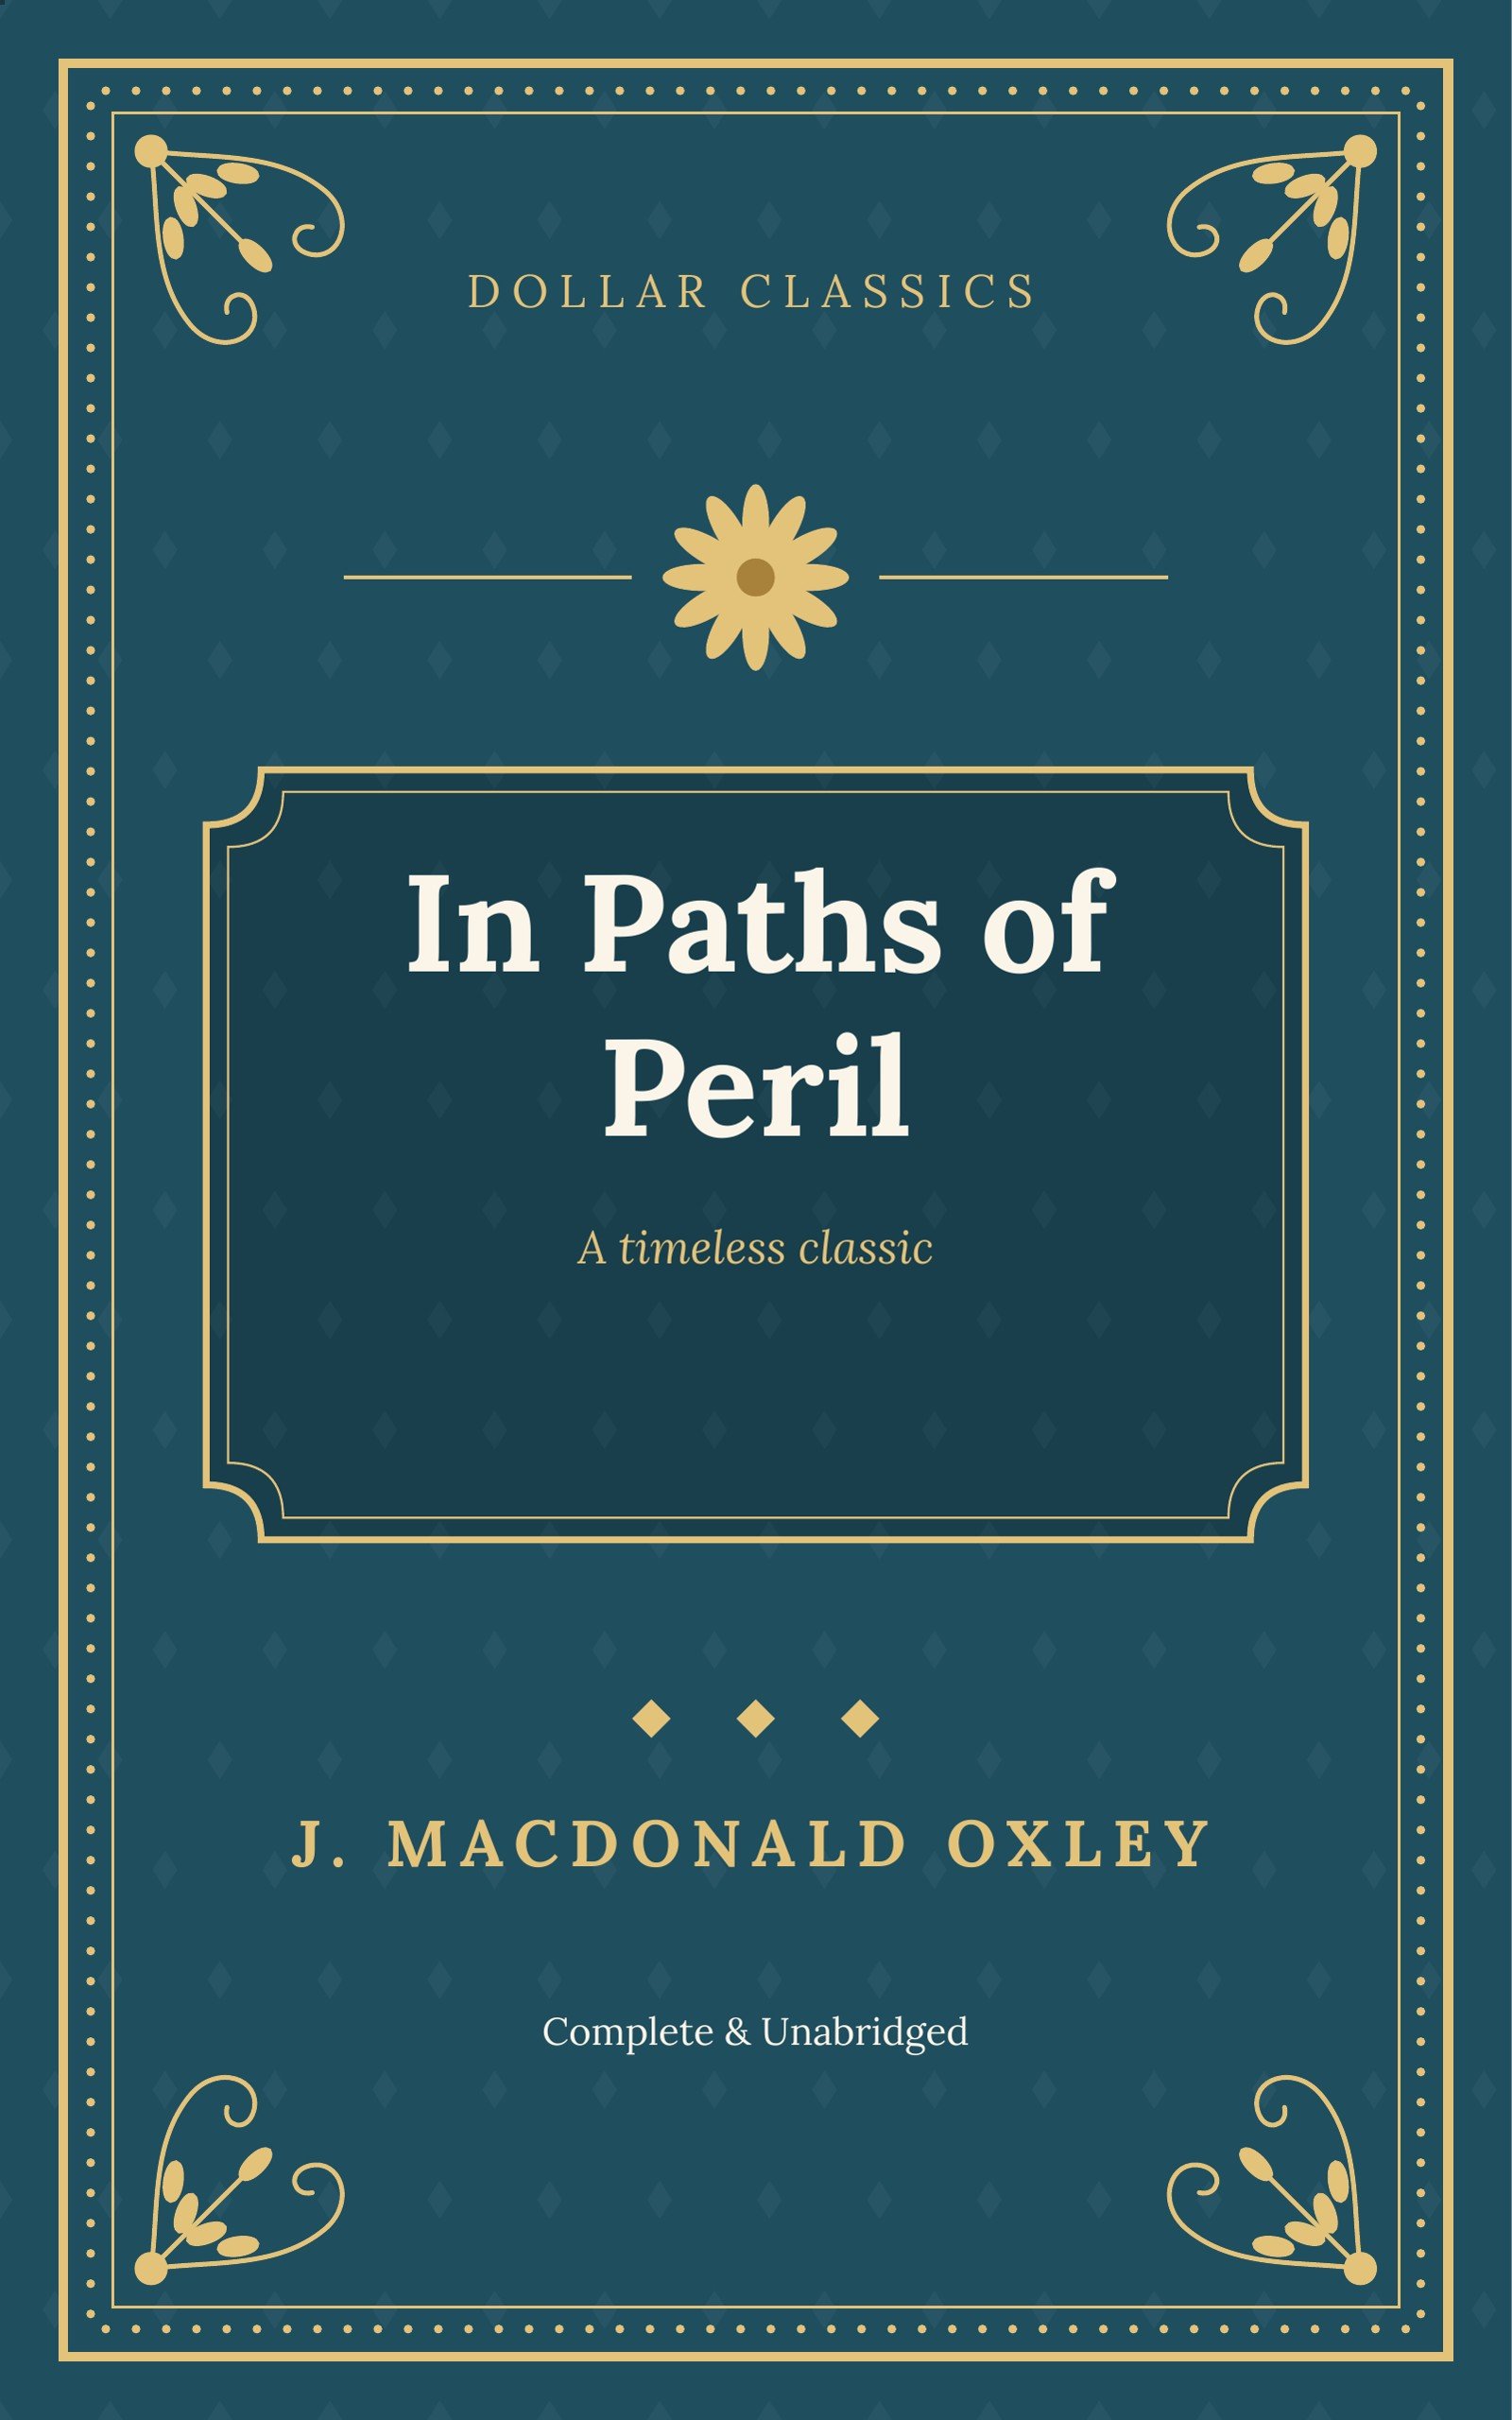 DOLLAR CLASSICS
In Paths of
Peril
A timeless classic
J. MACDONALD OXLEY
Complete & Unabridged